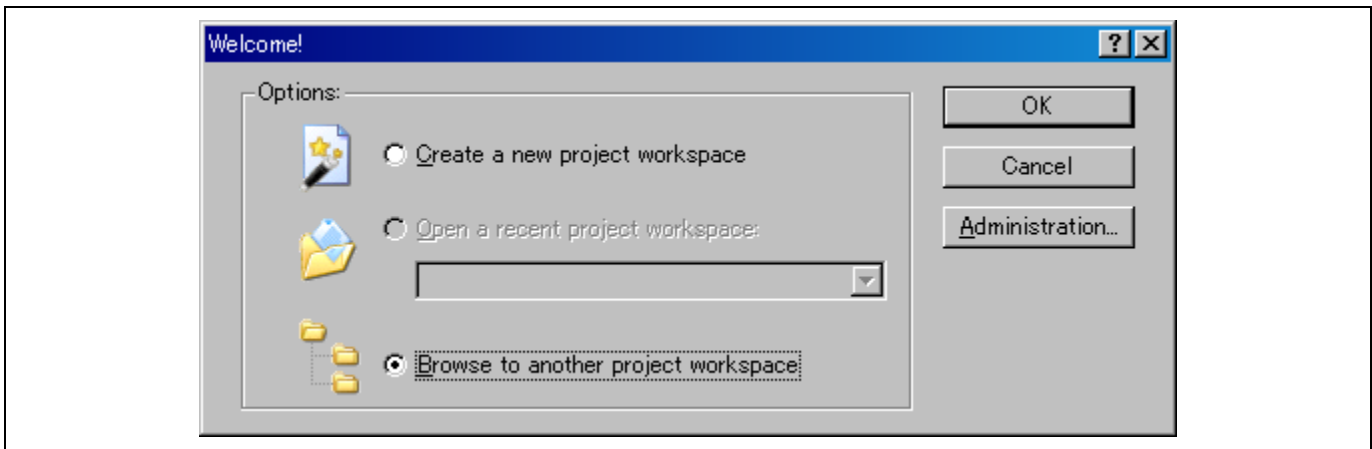 Welcome!
Options:
Create a new project workspace
Open a recent project workspace:
Browse to another project workspace
OK
Cancel
Administration...